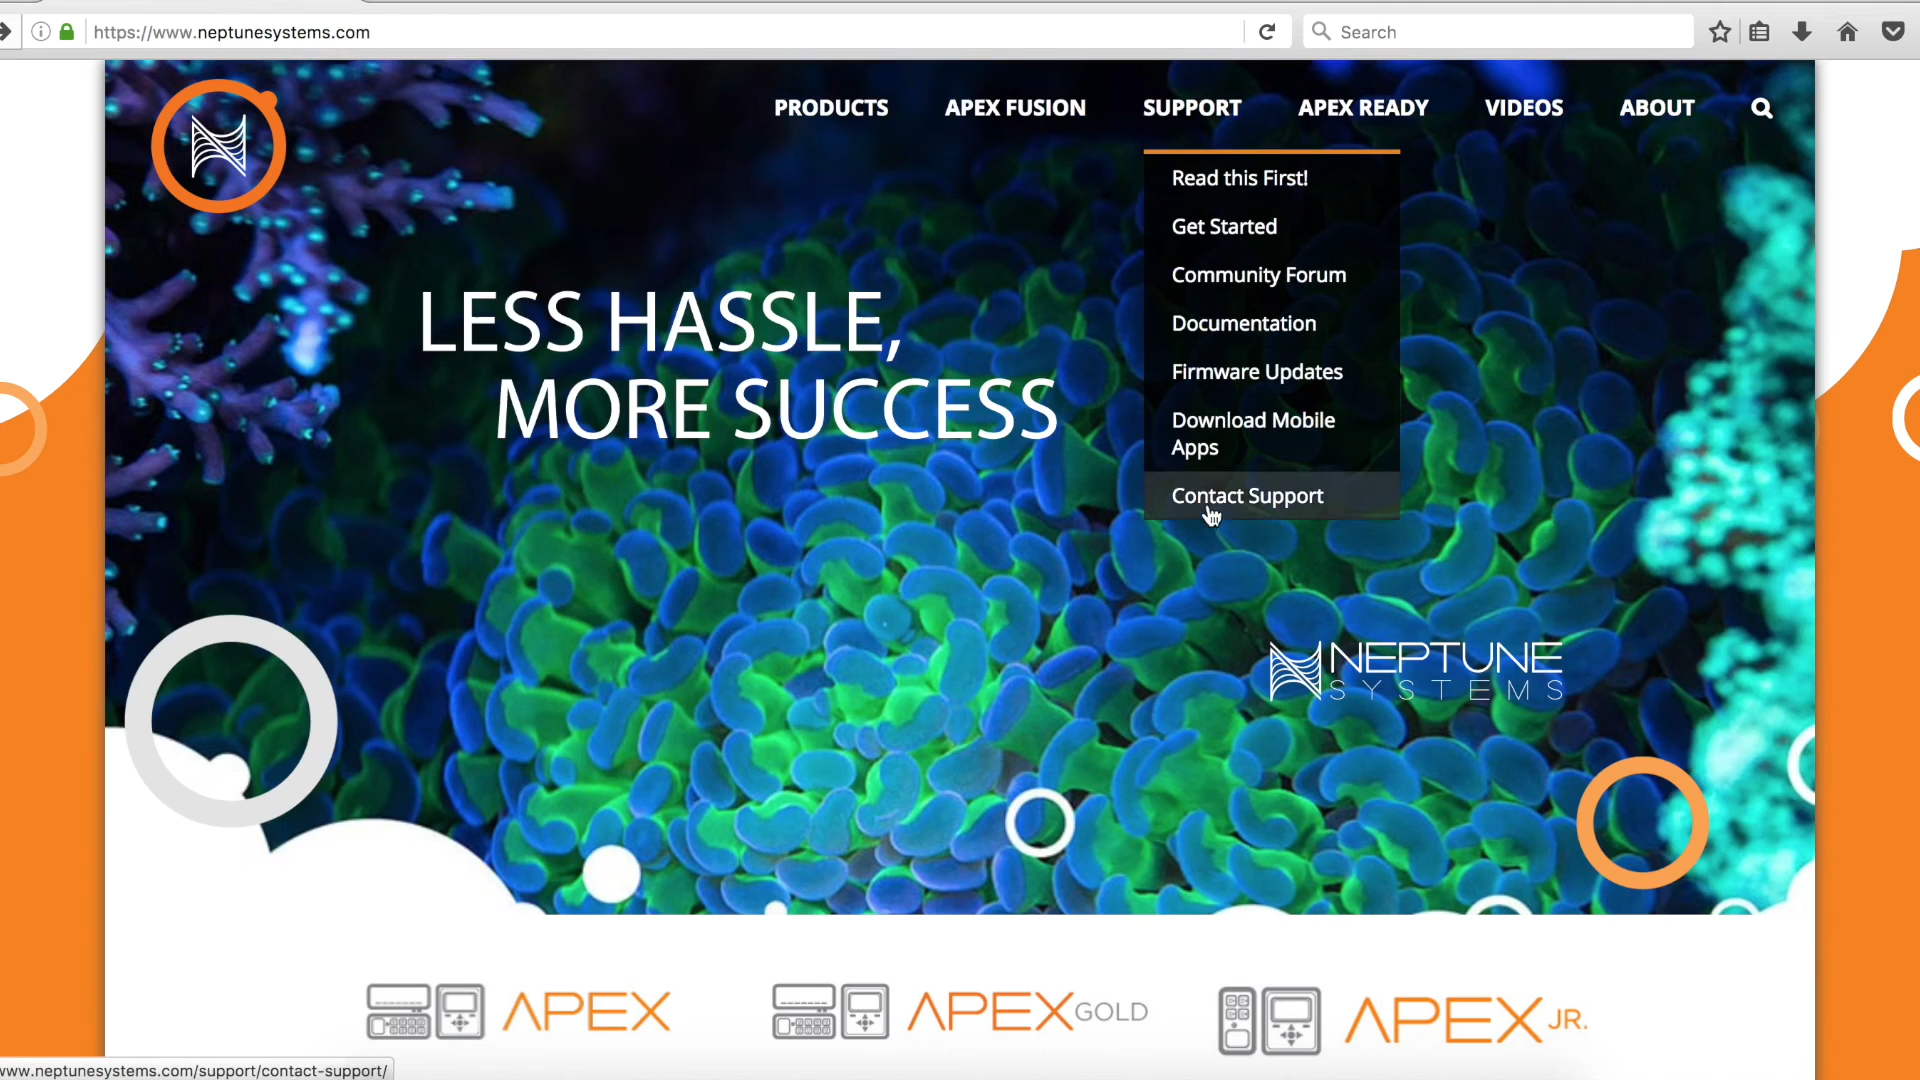 https://www.neptunesystems.com
Search
PRODUCTS APEX FUSION SUPPORT APEX READY VIDEOS ABOUT
Read this First!
Get Started
Community Forum
Documentation
Firmware Updates
Download Mobile
Apps
Contact Support
LESS HASSLE,
MORE SUCCESS
NEPTUNE
SYSTEMS
APEX
APEX GOLD
APEX JR.
www.neptunesystems.com/support/contact-support/